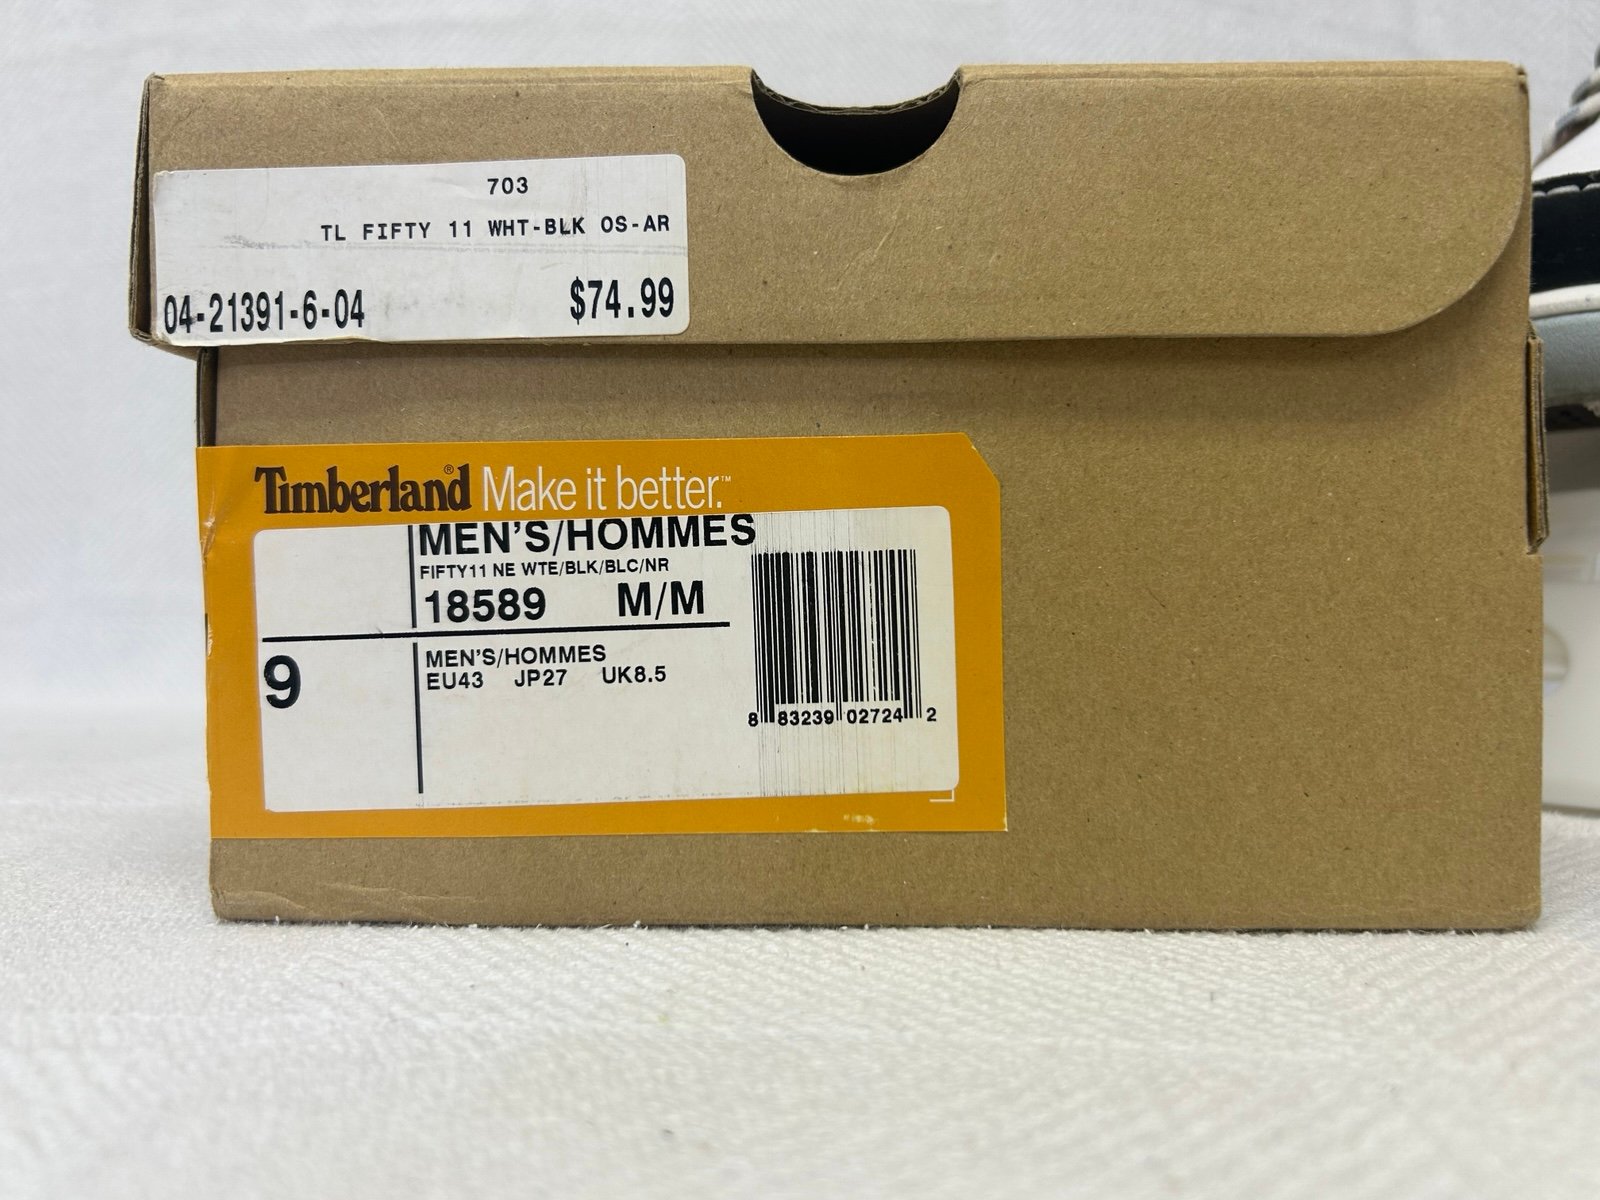 703
TL FIFTY 11 WHT-BLK OS-AR
04-21391-6-04 $74.99
Timberland® Make it better.™
MEN'S/HOMMES
FIFTY11 NE WTE/BLK/BLC/NR
18589 M/M
9
MEN'S/HOMMES
EU43 JP27 UK8.5
8 83239 02724 2